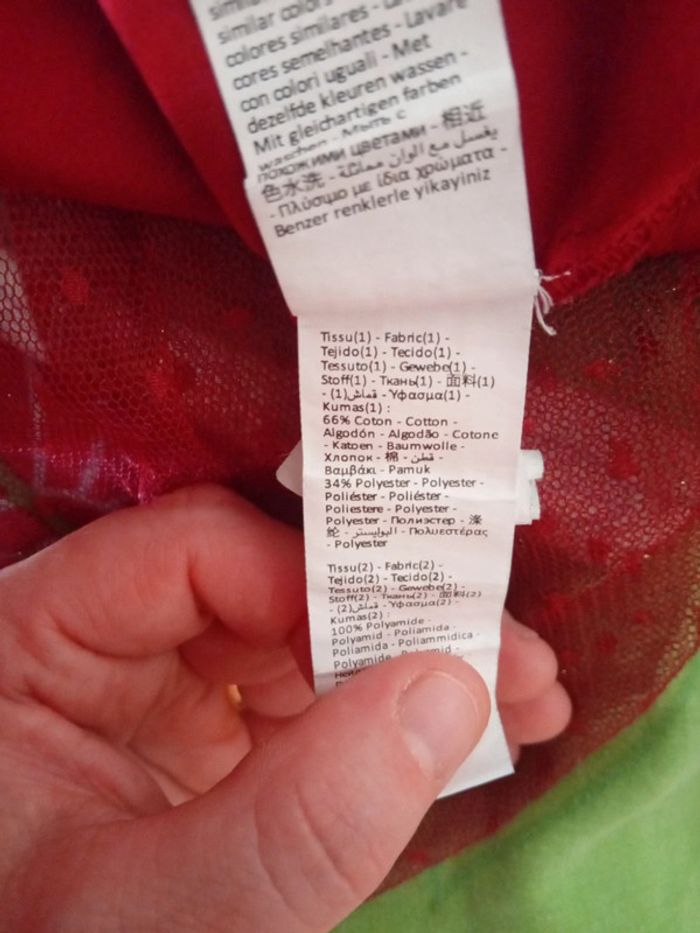 similar colors
colores similares - Lavare
cores semelhantes - Lavare
con colori uguali - Met
dezelfde kleuren wassen -
Mit gleichartigen farben
waschen - Мыть с
похожими цветами - 相近
色水洗 - يغسل مع الوان مماثلة
- Πλύσιμο με ίδια χρώματα -
Benzer renklerle yikayiniz
Tissu(1) - Fabric(1) -
Tejido(1) - Tecido(1) -
Tessuto(1) - Gewebe(1) -
Stoff(1) - Ткань(1) - 面料(1)
- قماش(1) - Ύφασμα(1) -
Kumas(1) :
66% Coton - Cotton -
Algodón - Algodão - Cotone
- Katoen - Baumwolle -
Хлопок - 棉 - قطن -
Βαμβάκι - Pamuk
34% Polyester - Polyester -
Poliéster - Poliéster -
Poliestere - Polyester -
Polyester - Полиэстер - 涤
纶 - البوليستر - Πολυεστέρας
- Polyester
Tissu(2) - Fabric(2) -
Tejido(2) - Tecido(2) -
Tessuto(2) - Gewebe(2) -
Stoff(2) - Ткань(2) - 面料(2)
- قماش(2) - Ύφασμα(2) -
Kumas(2) :
100% Polyamide -
Polyamid - Poliamida -
Poliamida - Poliammidica -
Polyamide - Polyamid -